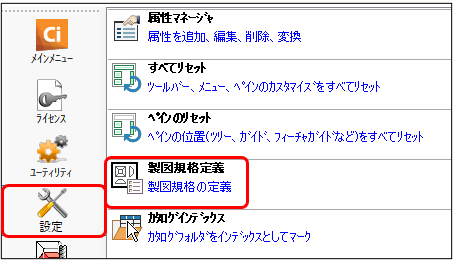 Ci
メインメニュー
ライセンス
ユーティリティ
設定
属性マネージャ
属性を追加、編集、削除、変換
すべてリセット
ツールバー、メニュー、ペインのカスタマイズをすべてリセット
ペインのリセット
ペインの位置(ツリー、ガイド、フィーチャガイドなど)をすべてリセット
製図規格定義
製図規格の定義
カタログインデックス
カタログフォルダをインデックスとしてマーク